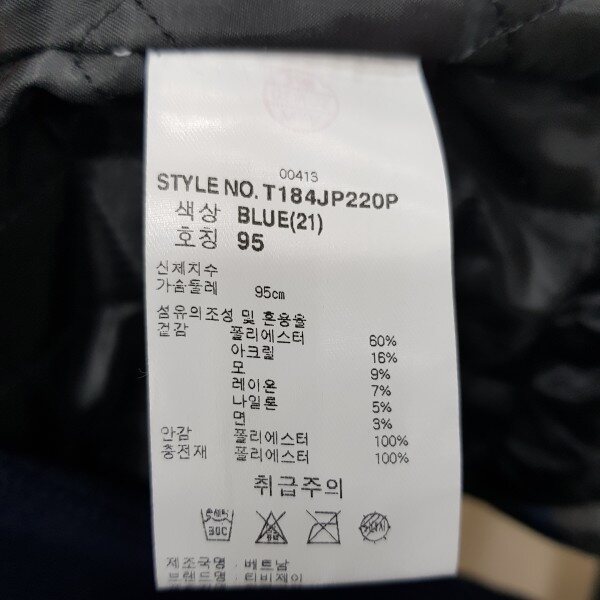 00413
STYLE NO. T184JP220P
색상 BLUE(21)
호칭 95
신체지수
가슴둘레 95cm
섬유의조성 및 혼용율
겉감 폴리에스터 60%
아크릴 16%
모 9%
레이온 7%
나일론 5%
면 3%
안감 폴리에스터 100%
충전재 폴리에스터 100%
취급주의
30C
제조국명 : 베트남
브랜드명 : 티비제이